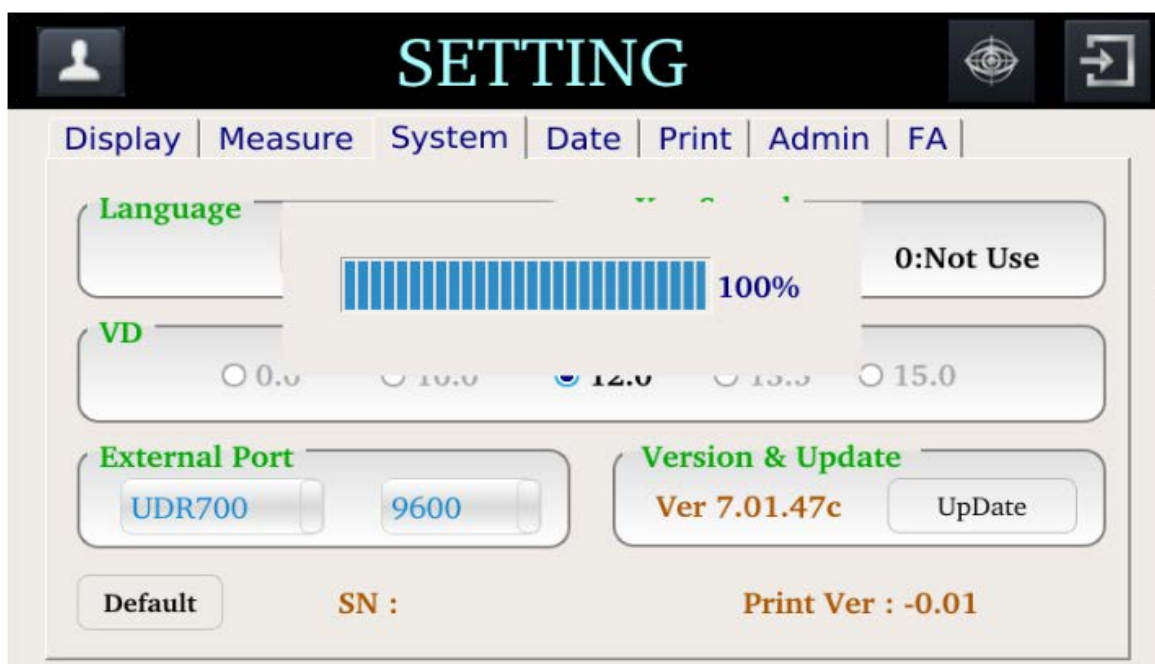 SETTING
Display Measure System Date Print Admin FA
Language
0:Not Use
100%
VD
12.0 15.0
External Port Version & Update
UDR700 9600 Ver 7.01.47c UpDate
Default SN : Print Ver : -0.01